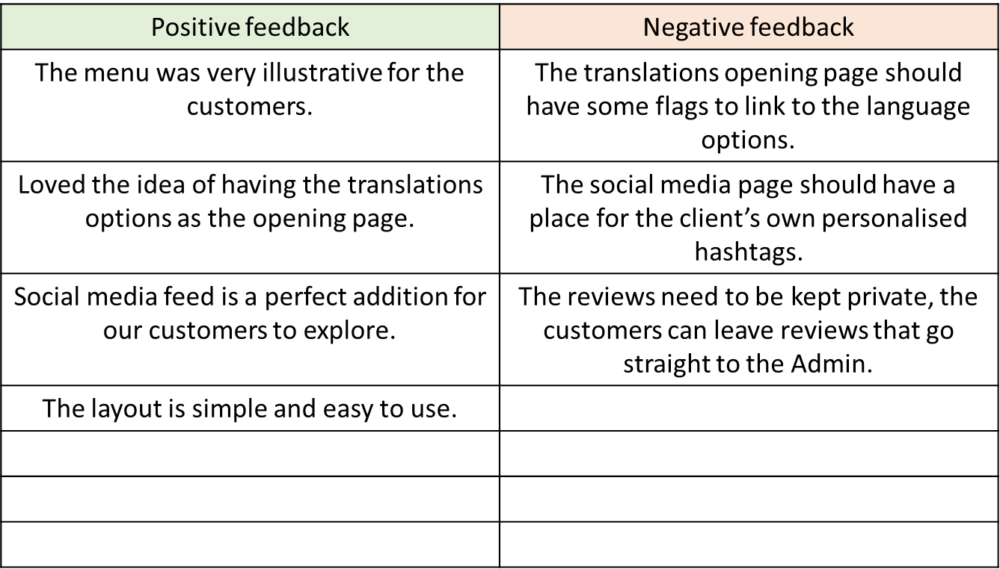 Positive feedback
Negative feedback
The menu was very illustrative for the
customers.
The translations opening page should
have some flags to link to the language
options.
Loved the idea of having the translations
options as the opening page.
The social media page should have a
place for the client’s own personalised
hashtags.
Social media feed is a perfect addition for
our customers to explore.
The reviews need to be kept private, the
customers can leave reviews that go
straight to the Admin.
The layout is simple and easy to use.